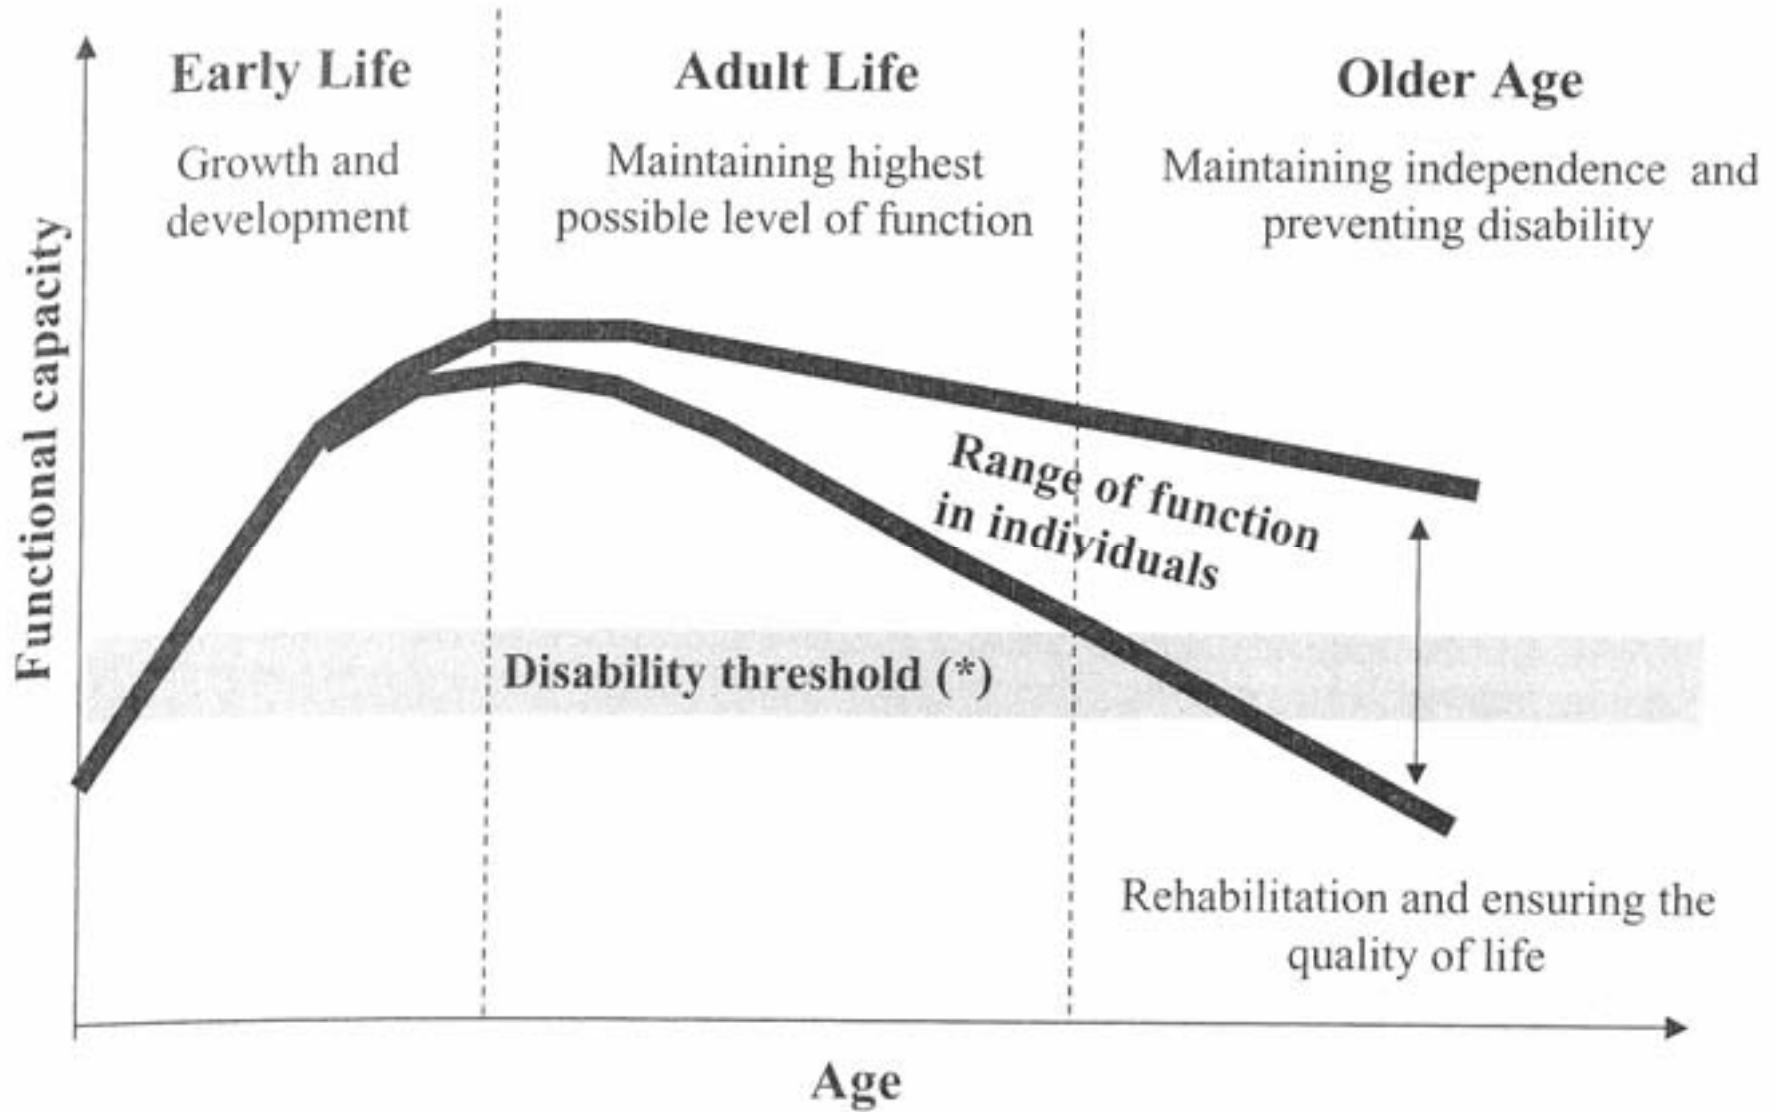 Early Life
Growth and
development
Adult Life
Maintaining highest
possible level of function
Older Age
Maintaining independence and
preventing disability
Functional capacity
Range of function
in individuals
Disability threshold (*)
Rehabilitation and ensuring the
quality of life
Age